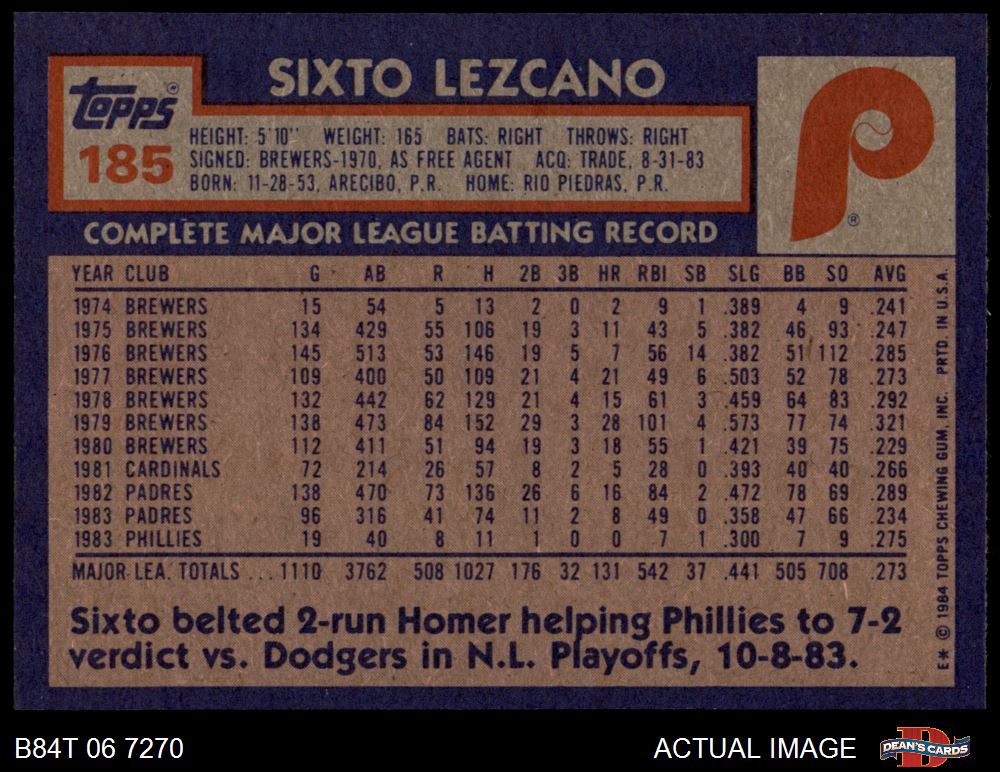 SIXTO LEZCANO
TOPPS ®
185
HEIGHT: 5'10" WEIGHT: 165 BATS: RIGHT THROWS: RIGHT
SIGNED: BREWERS-1970, AS FREE AGENT ACQ: TRADE, 8-31-83
BORN: 11-28-53, ARECIBO, P.R. HOME: RIO PIEDRAS, P.R.
P ®
COMPLETE MAJOR LEAGUE BATTING RECORD
YEAR CLUB G AB R H 2B 3B HR RBI SB SLG BB SO AVG
1974 BREWERS 15 54 5 13 2 0 2 9 1 .389 4 9 .241
1975 BREWERS 134 429 55 106 19 3 11 43 5 .382 46 93 .247
1976 BREWERS 145 513 53 146 19 5 7 56 14 .382 51 112 .285
1977 BREWERS 109 400 50 109 21 4 21 49 6 .503 52 78 .273
1978 BREWERS 132 442 62 129 21 4 15 61 3 .459 64 83 .292
1979 BREWERS 138 473 84 152 29 3 28 101 4 .573 77 74 .321
1980 BREWERS 112 411 51 94 19 3 18 55 1 .421 39 75 .229
1981 CARDINALS 72 214 26 57 8 2 5 28 0 .393 40 40 .266
1982 PADRES 138 470 73 136 26 6 16 84 2 .472 78 69 .289
1983 PADRES 96 316 41 74 11 2 8 49 0 .358 47 66 .234
1983 PHILLIES 19 40 8 11 1 0 0 7 1 .300 7 9 .275
MAJOR LEA. TOTALS ... 1110 3762 508 1027 176 32 131 542 37 .441 505 708 .273
Sixto belted 2-run Homer helping Phillies to 7-2
verdict vs. Dodgers in N.L. Playoffs, 10-8-83.
E* © 1984 TOPPS CHEWING GUM, INC. PRTD. IN U.S.A.
B84T 06 7270
ACTUAL IMAGE
D
DEAN'S CARDS